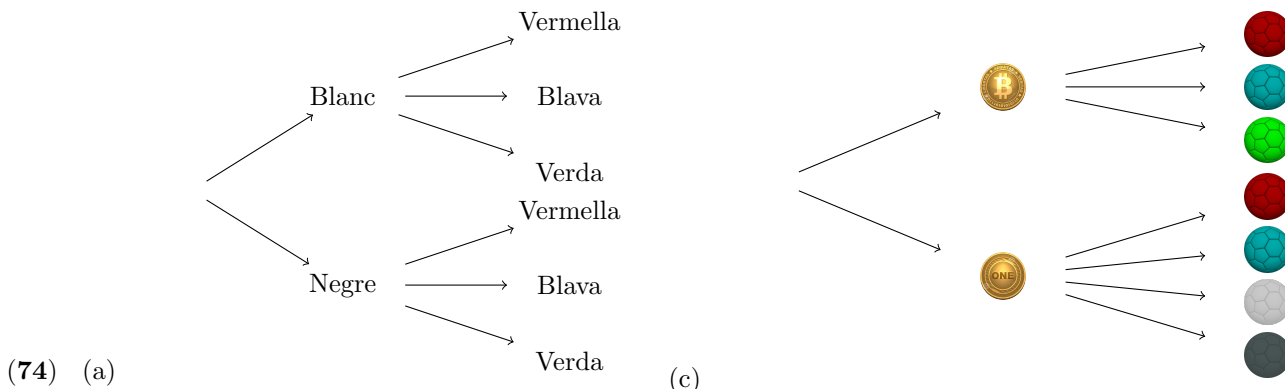 Vermella
Blanc
Blava
Verda
Vermella
Negre
Blava
Verda
(74) (a)
B
ONE
(c)